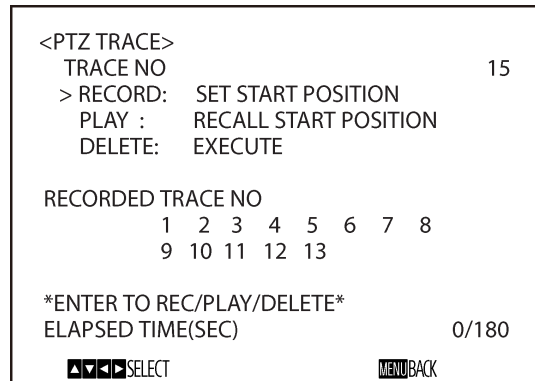 <PTZ TRACE>
TRACE NO 15
> RECORD: SET START POSITION
PLAY : RECALL START POSITION
DELETE: EXECUTE
RECORDED TRACE NO
1 2 3 4 5 6 7 8
9 10 11 12 13
*ENTER TO REC/PLAY/DELETE*
ELAPSED TIME(SEC) 0/180
▲▼◀▶SELECT MENUBACK